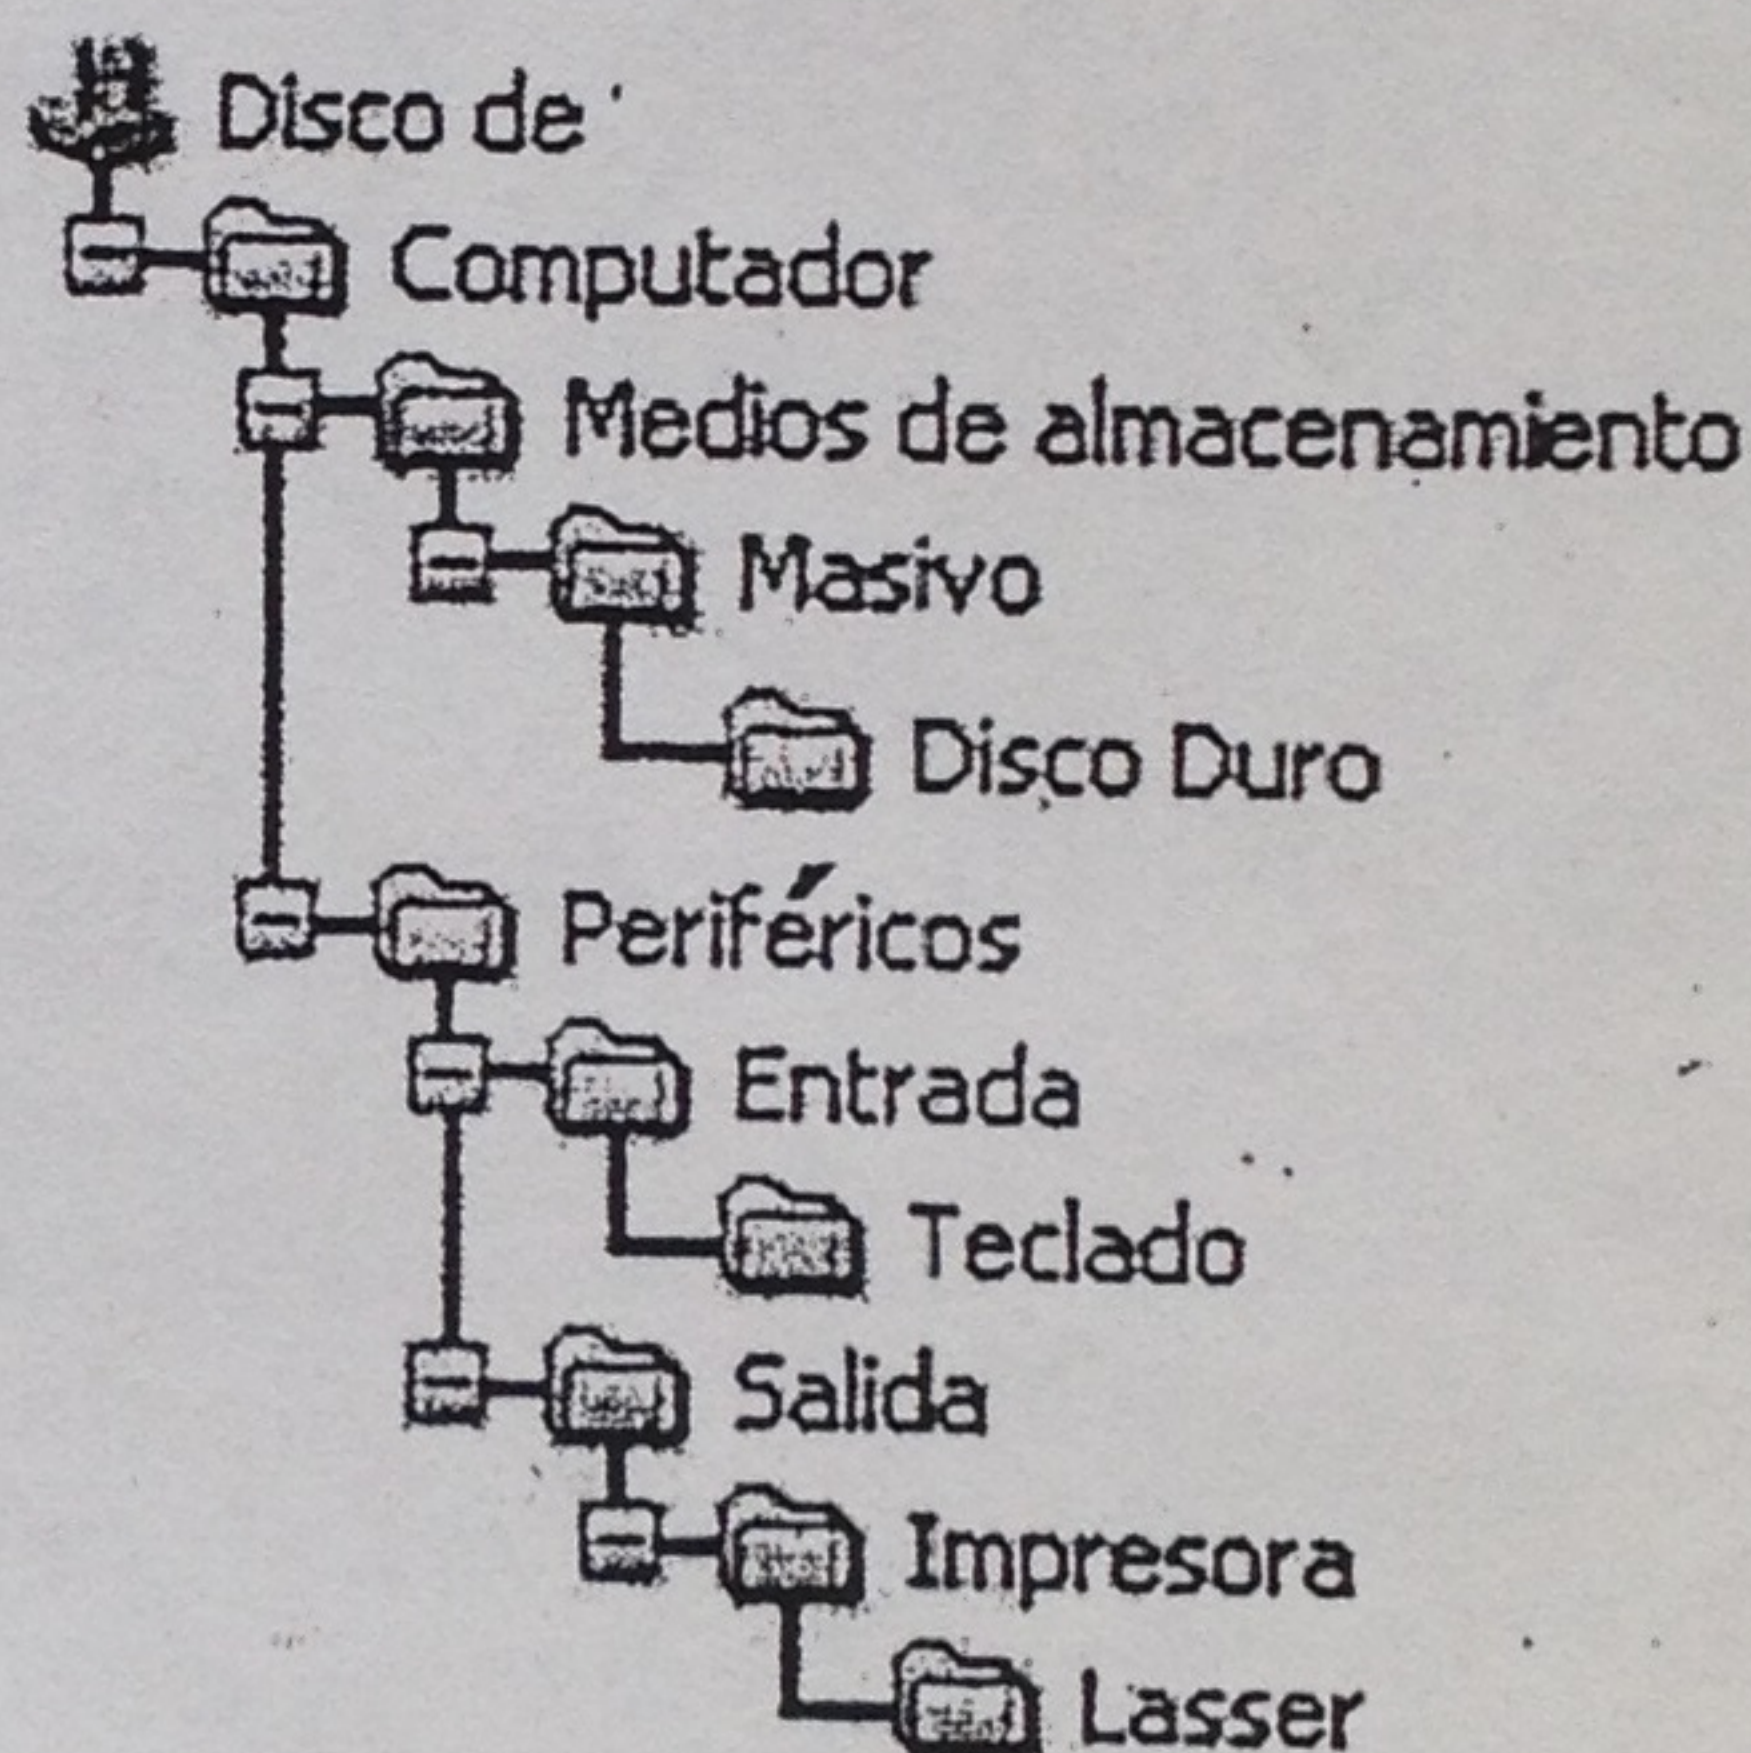 Disco de
Computador
Medios de almacenamiento
Masivo
Disco Duro
Periféricos
Entrada
Teclado
Salida
Impresora
Lasser